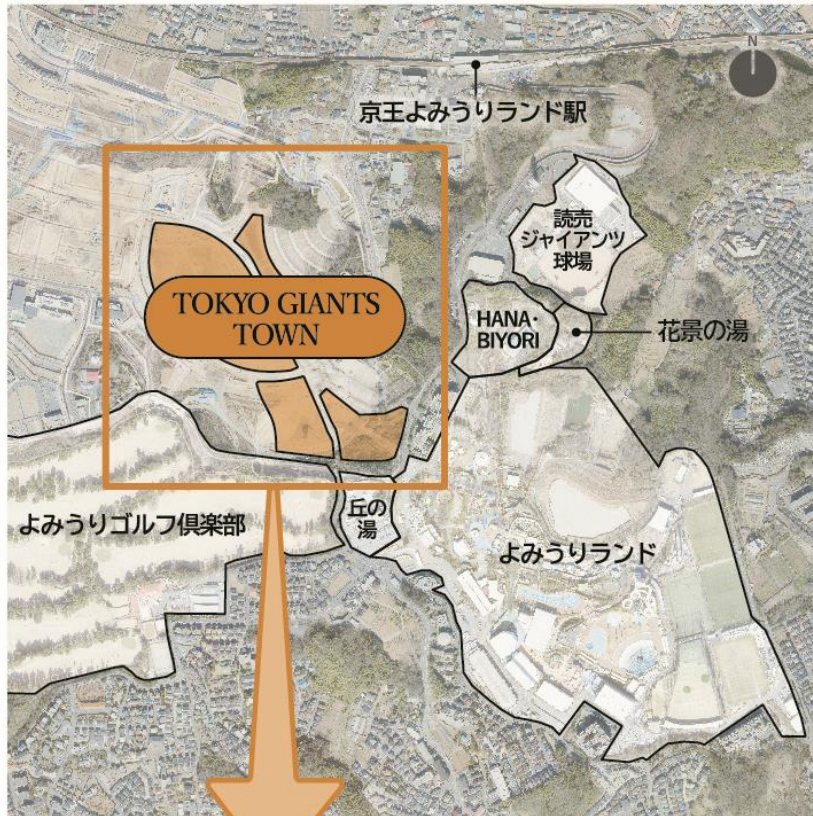 N
京王よみうりランド駅
読売
ジャイアンツ
球場
TOKYO GIANTS
TOWN
HANA・
BIYORI
花景の湯
よみうりゴルフ倶楽部
丘の
湯
よみうりランド